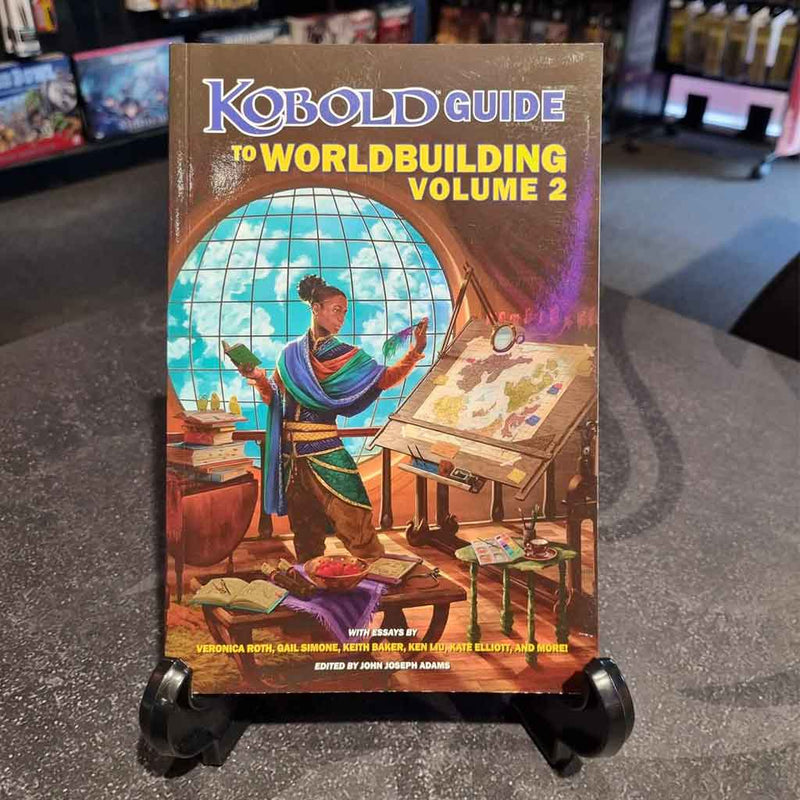 KOBOLD™ GUIDE
TO WORLDBUILDING
VOLUME 2
WITH ESSAYS BY
VERONICA ROTH, GAIL SIMONE, KEITH BAKER, KEN LIU, KATE ELLIOTT, AND MORE!
EDITED BY JOHN JOSEPH ADAMS